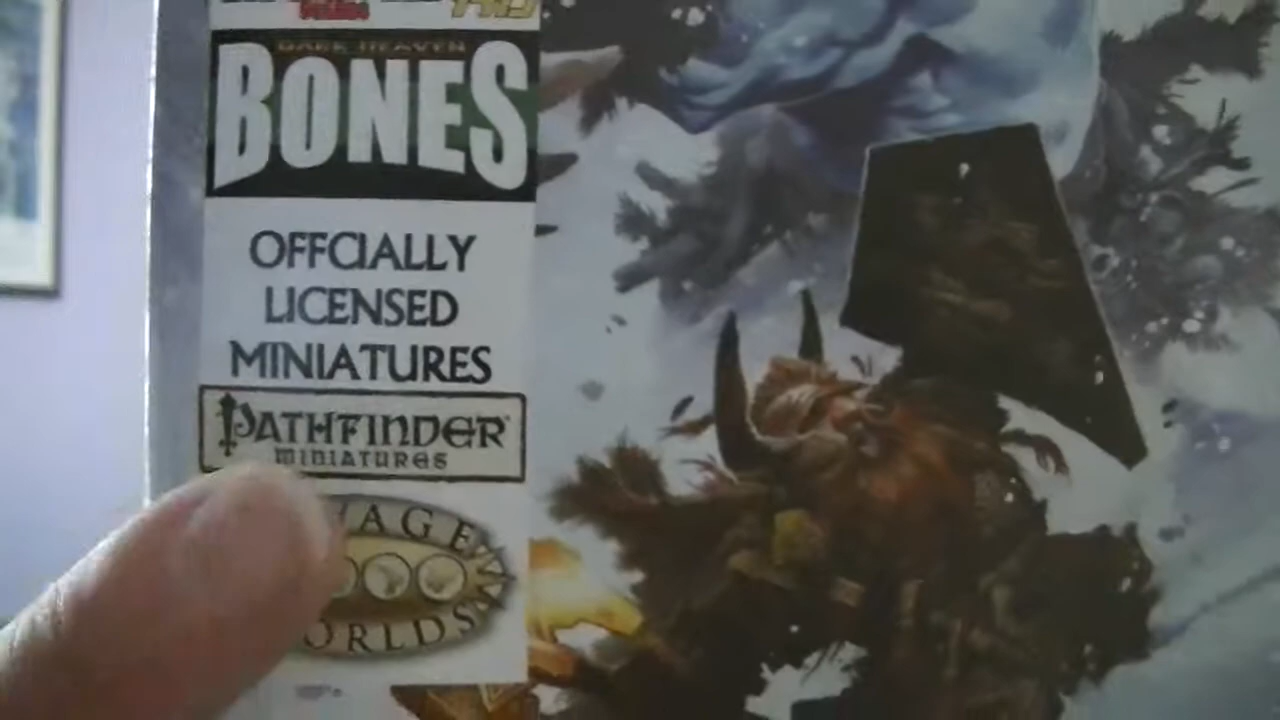 DARK HEAVEN
BONES
OFFCIALLY
LICENSED
MINIATURES
PATHFINDER
MINIATURES